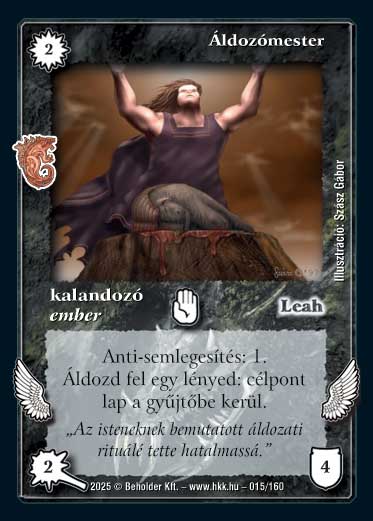 2
Áldozómester
Illusztráció: Szász Gábor
kalandozó
ember
Leah
Anti-semlegesítés: 1.
Áldozd fel egy lényed: célpont
lap a gyűjtőbe kerül.
„Az isteneknek bemutatott áldozati
rituálé tette hatalmassá.”
2
4
2025 © Beholder Kft. – www.hkk.hu – 015/160